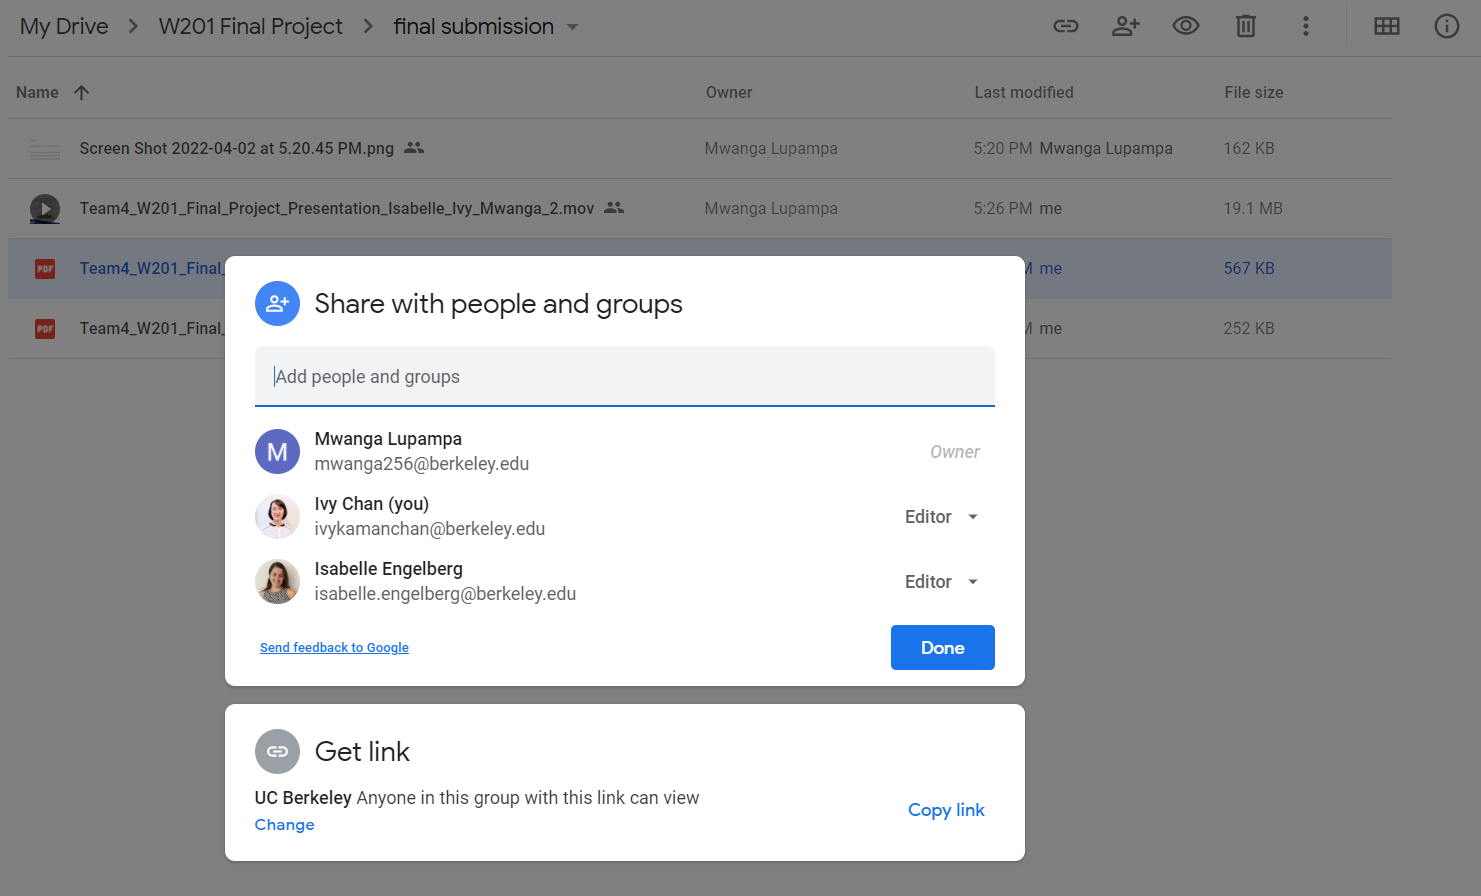 My Drive > W201 Final Project > final submission
Name Owner Last modified File size
Screen Shot 2022-04-02 at 5.20.45 PM.png Mwanga Lupampa 5:20 PM Mwanga Lupampa 162 KB
Team4_W201_Final_Project_Presentation_Isabelle_Ivy_Mwanga_2.mov Mwanga Lupampa 5:26 PM me 19.1 MB
PDF Team4_W201_Final_ me 567 KB
PDF Team4_W201_Final_ me 252 KB
Share with people and groups
Add people and groups
M
Mwanga Lupampa
mwanga256@berkeley.edu
Owner
Ivy Chan (you)
ivykamanchan@berkeley.edu
Editor
Isabelle Engelberg
isabelle.engelberg@berkeley.edu
Editor
Send feedback to Google
Done
Get link
UC Berkeley Anyone in this group with this link can view
Change
Copy link